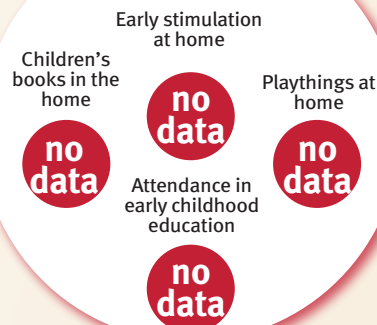 Early stimulation
at home
no
data
Children’s
books in the
home
no
data
Playthings at
home
no
data
Attendance in
early childhood
education
no
data